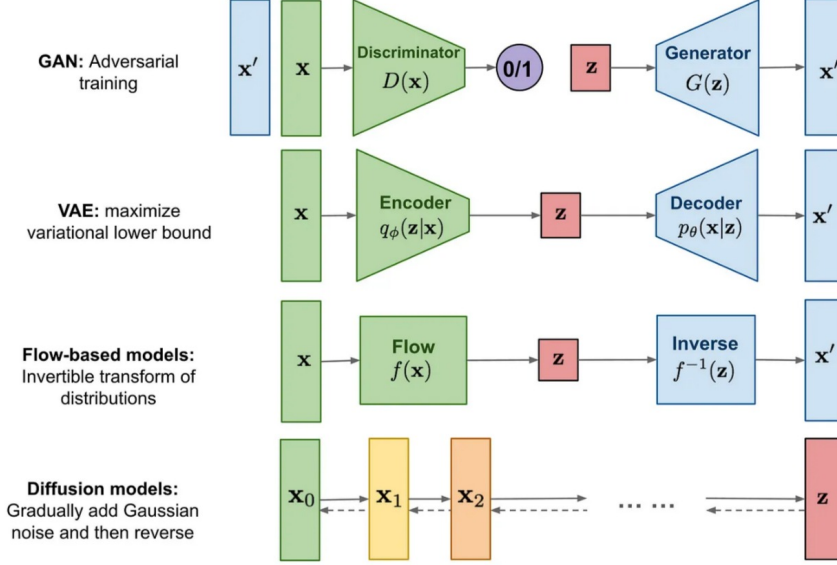 GAN: Adversarial
training
x′
x
Discriminator
D(x)
0/1
z
Generator
G(z)
x′
VAE: maximize
variational lower bound
x
Encoder
qϕ(z|x)
z
Decoder
pθ(x|z)
x′
Flow-based models:
Invertible transform of
distributions
x
Flow
f(x)
z
Inverse
f⁻¹(z)
x′
Diffusion models:
Gradually add Gaussian
noise and then reverse
x₀
x₁
x₂
... ...
z